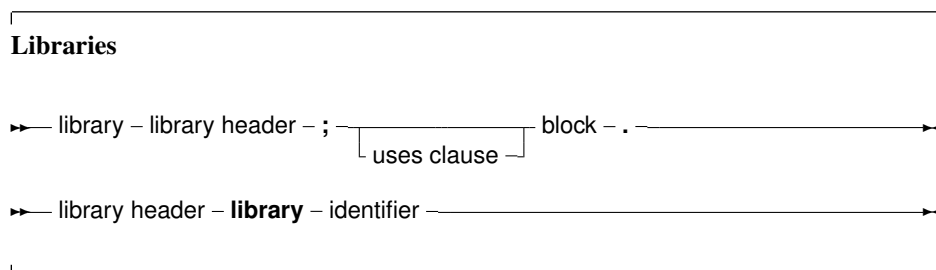 Libraries
library – library header – ; – block – .
uses clause
library header – library – identifier